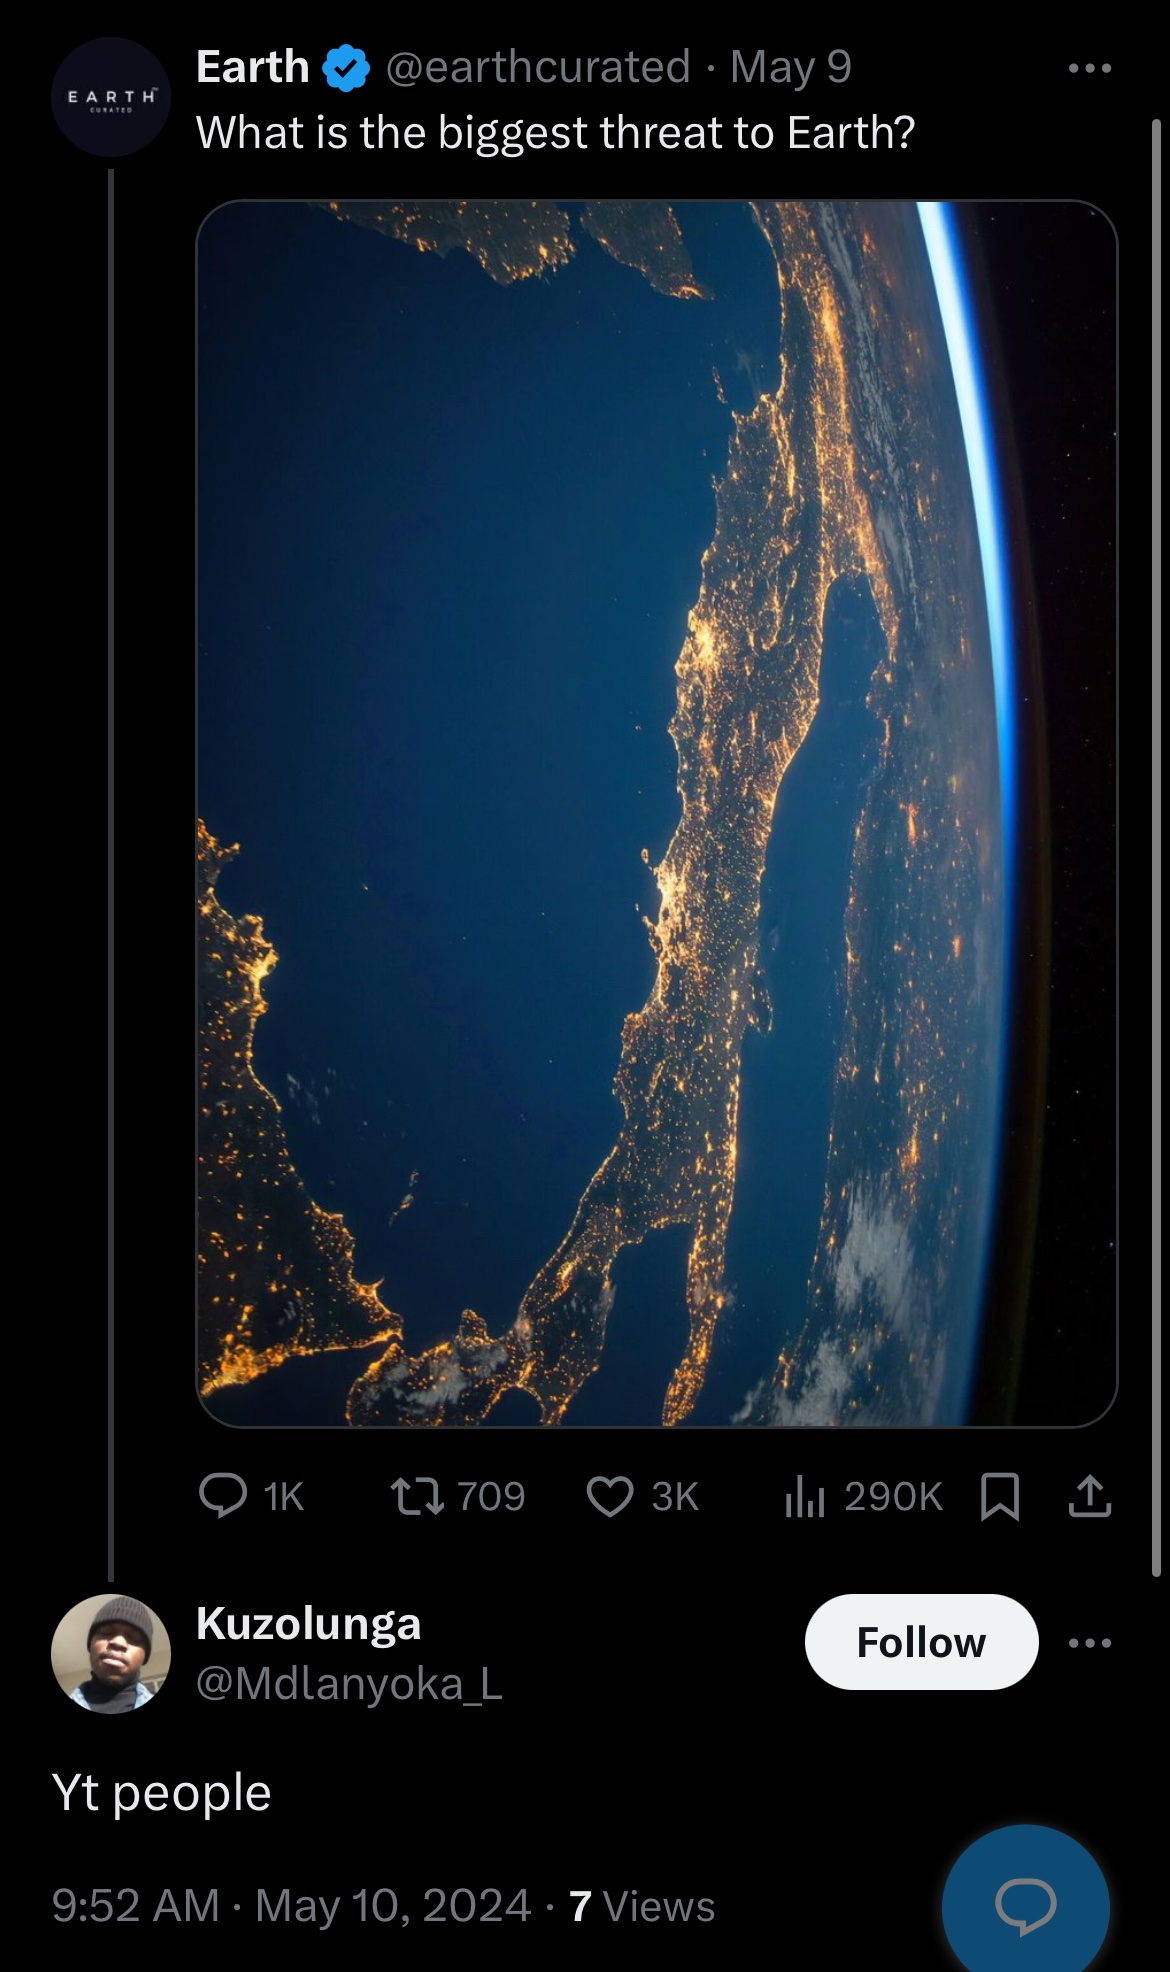 EARTH
CURATED
Earth @earthcurated · May 9
What is the biggest threat to Earth?
1K 709 3K 290K
Kuzolunga
@Mdlanyoka_L
Follow
Yt people
9:52 AM · May 10, 2024 · 7 Views